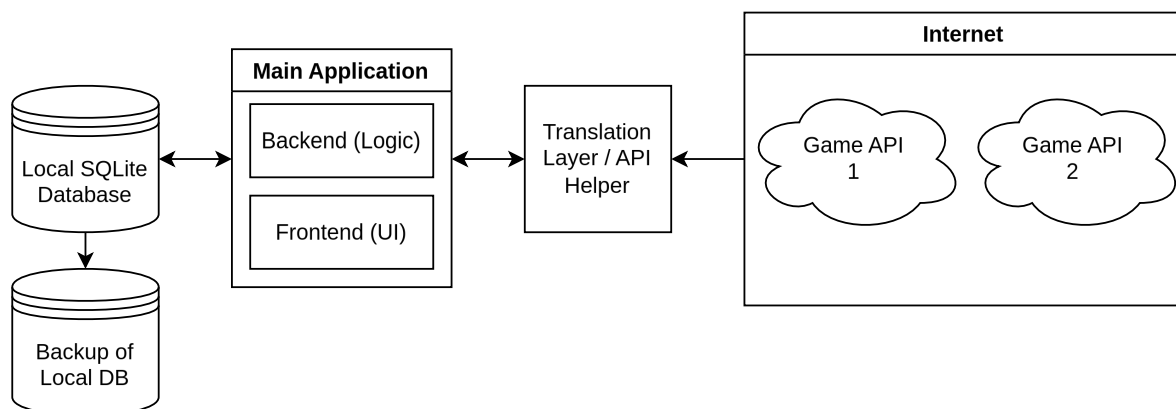 Internet
Main Application
Backend (Logic)
Frontend (UI)
Local SQLite
Database
Backup of
Local DB
Translation
Layer / API
Helper
Game API
1
Game API
2